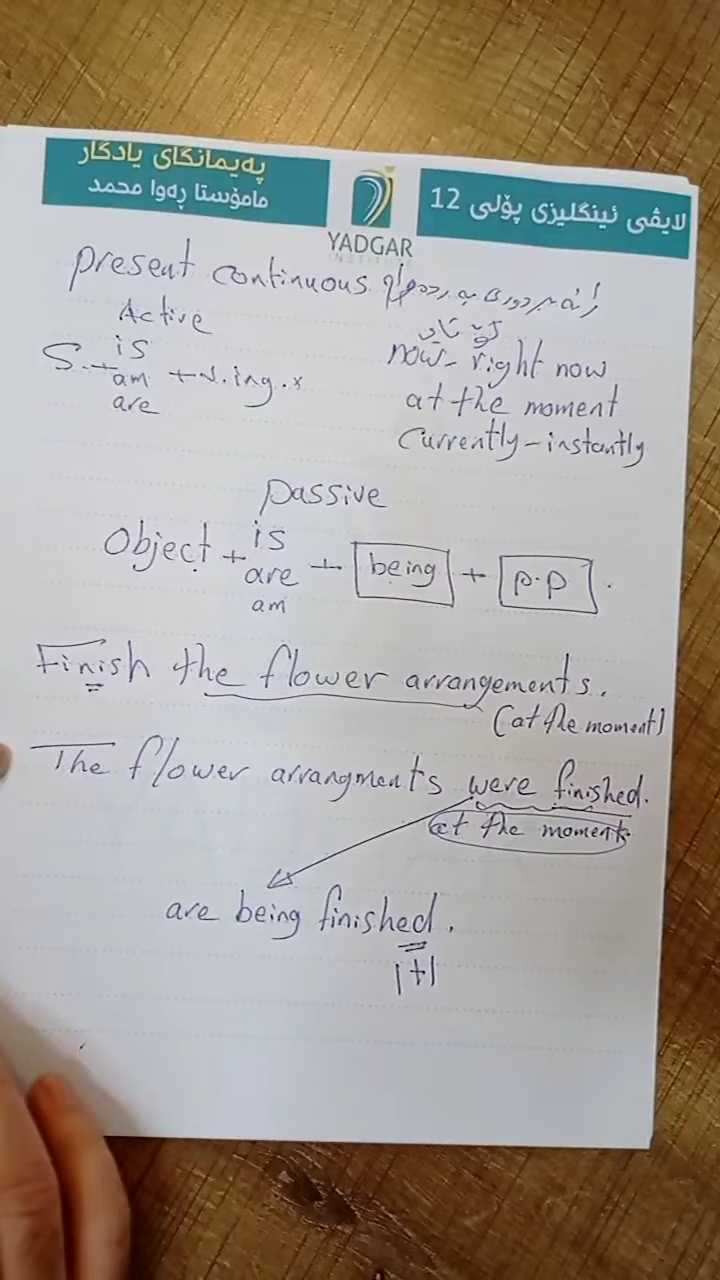 پەیمانگای یادگار
مامۆستا ڕەوا محمد
YADGAR
INSTITUTE
لایڤی ئینگلیزی پۆلی 12
present continuous
Active
S. + is + v.ing.x
am
are
now - right now
at the moment
Currently - instantly
passive
Object + is + being + p.p.
are
am
Finish the flower arrangements.
(at the moment)
The flower arrangments were finished.
at the moment.
are being finished.
/t/